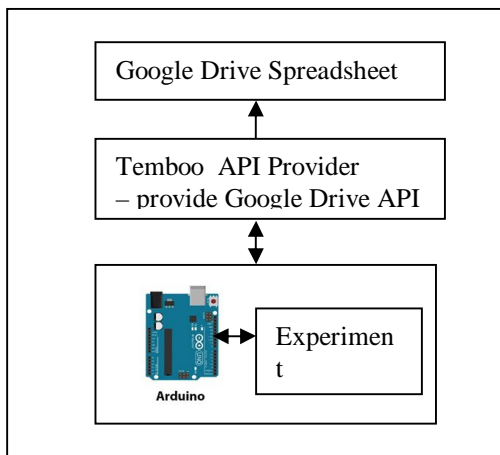 Google Drive Spreadsheet
Temboo API Provider
– provide Google Drive API
Experimen
t
Arduino